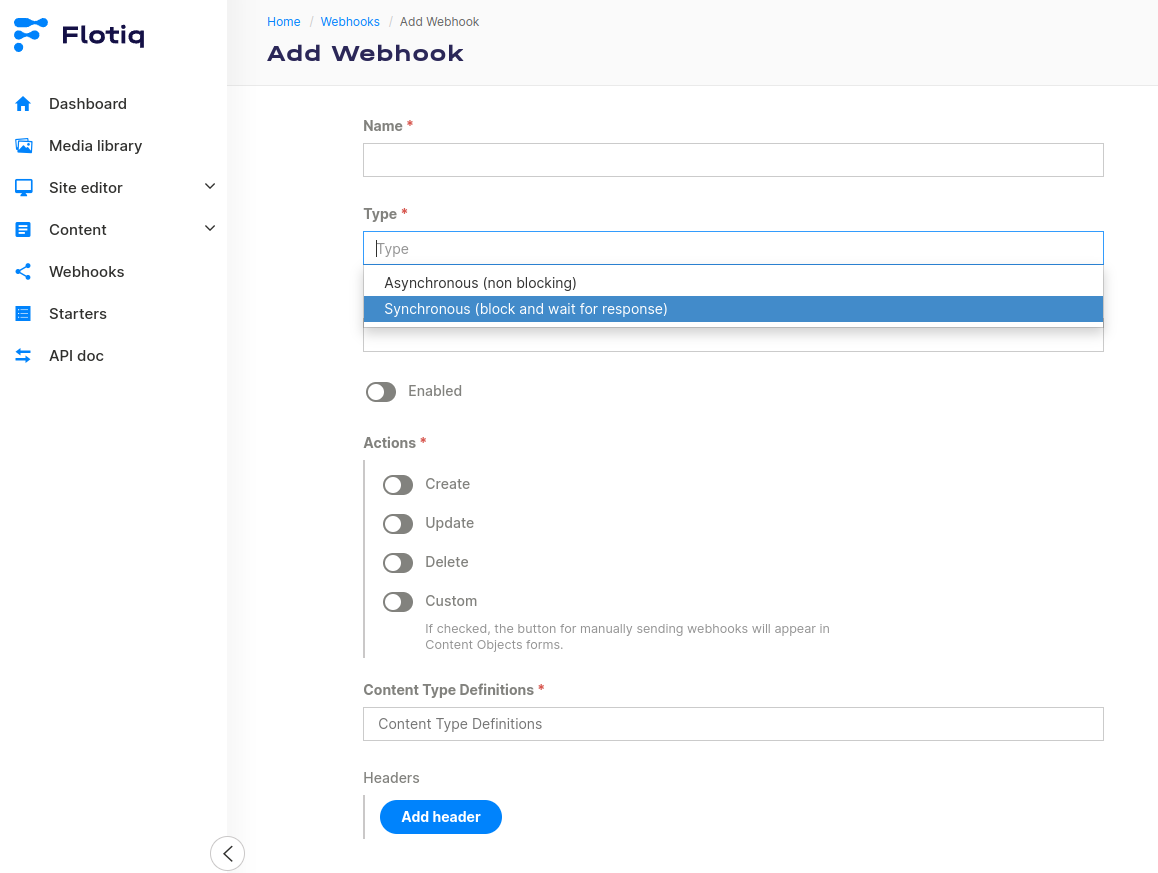 Flotiq
Dashboard
Media library
Site editor
Content
Webhooks
Starters
API doc
Home / Webhooks / Add Webhook
Add Webhook
Name *
Type *
Type
Asynchronous (non blocking)
Synchronous (block and wait for response)
Enabled
Actions *
Create
Update
Delete
Custom
If checked, the button for manually sending webhooks will appear in
Content Objects forms.
Content Type Definitions *
Content Type Definitions
Headers
Add header